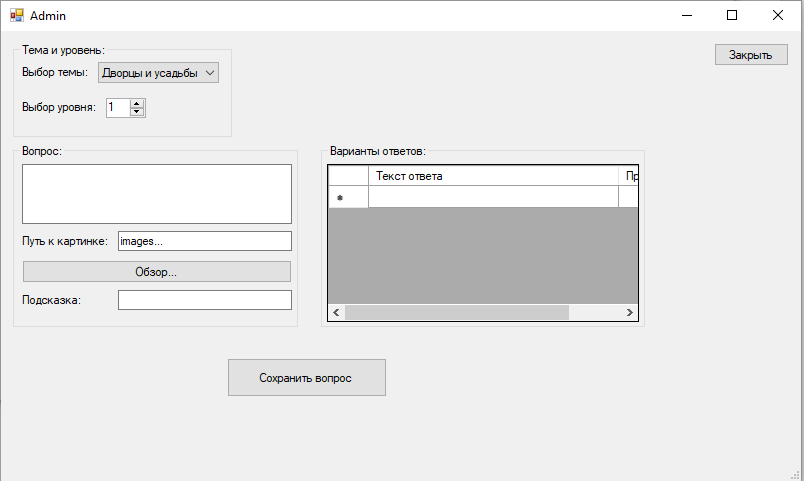 Admin
Тема и уровень:
Закрыть
Выбор темы: Дворцы и усадьбы
Выбор уровня: 1
Вопрос:
Варианты ответов:
Текст ответа
Пр
Путь к картинке: images...
Обзор...
Подсказка:
Сохранить вопрос